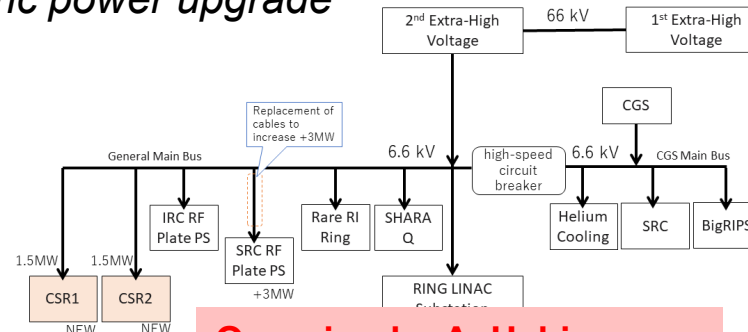 ric power upgrade
2nd Extra-High
Voltage
66 kV
1st Extra-High
Voltage
Replacement of
cables to
increase +3MW
CGS
General Main Bus
6.6 kV
high-speed
circuit
breaker
6.6 kV
CGS Main Bus
IRC RF
Plate PS
SRC RF
Plate PS
+3MW
Rare RI
Ring
SHARA
Q
Helium
Cooling
SRC
BigRIPS
1.5MW
CSR1
NEW
1.5MW
CSR2
NEW
RING LINAC
Substation